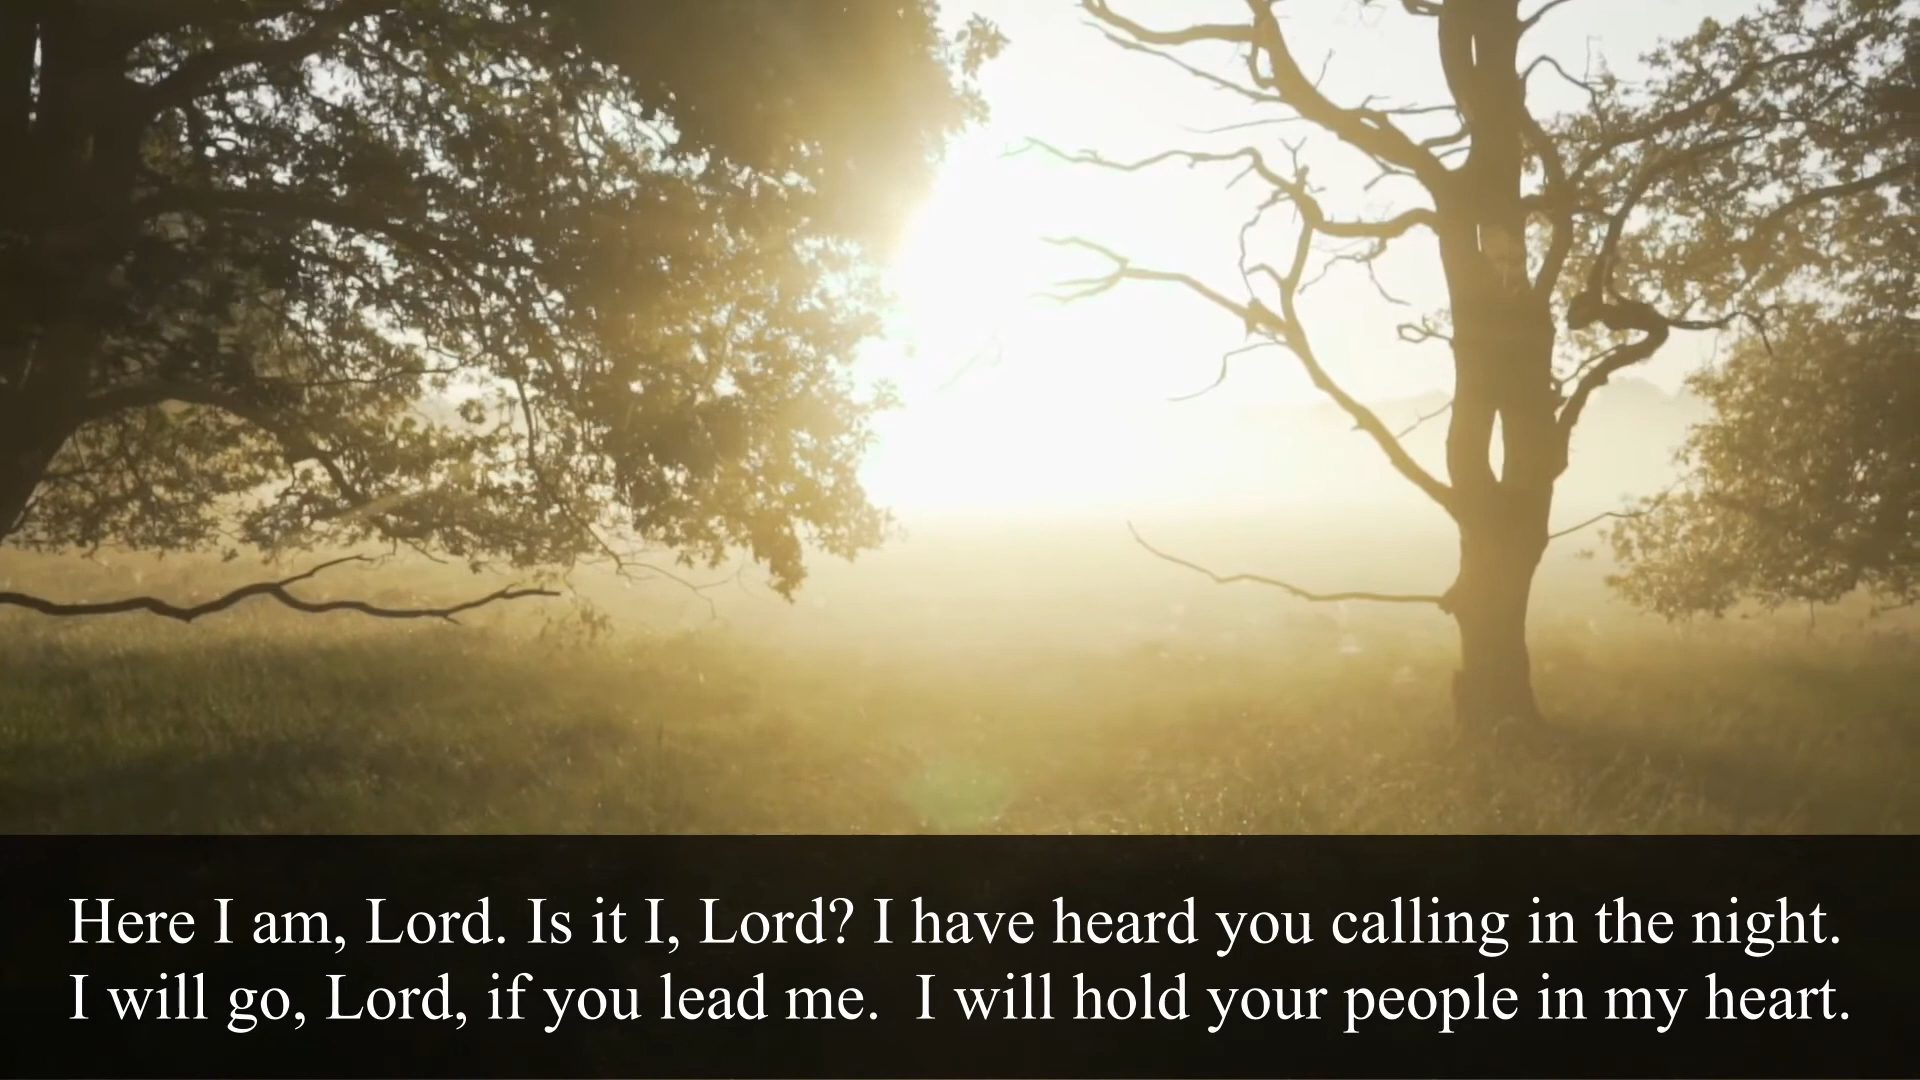 Here I am, Lord. Is it I, Lord? I have heard you calling in the night.
I will go, Lord, if you lead me.  I will hold your people in my heart.